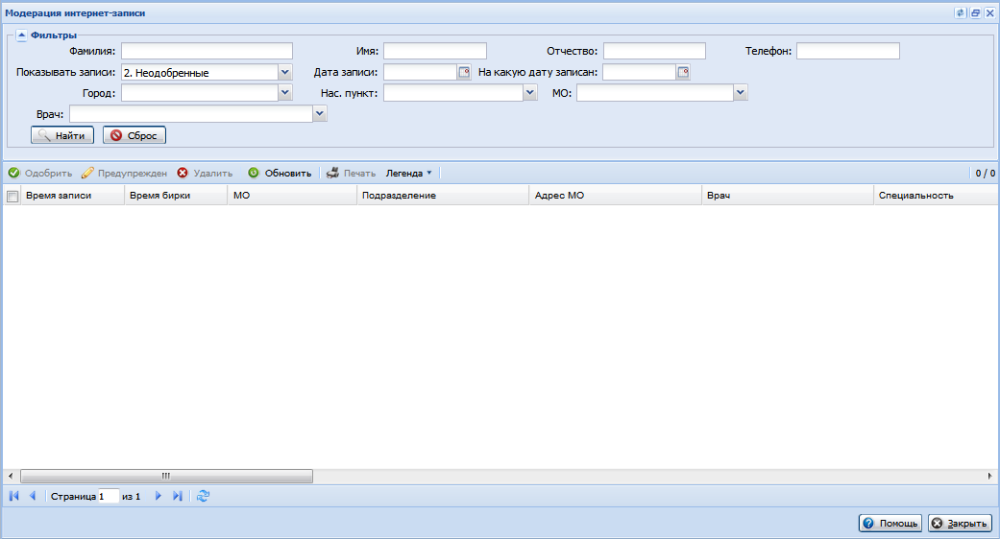 Модерация интернет-записи
Фильтры
Фамилия: Имя: Отчество: Телефон:
Показывать записи: 2. Неодобренные Дата записи: На какую дату записан:
Город: Нас. пункт: МО:
Врач:
Найти Сброс
Одобрить Предупрежден Удалить Обновить Печать Легенда 0 / 0
Время записи Время бирки МО Подразделение Адрес МО Врач Специальность
Страница 1 из 1
Помощь Закрыть